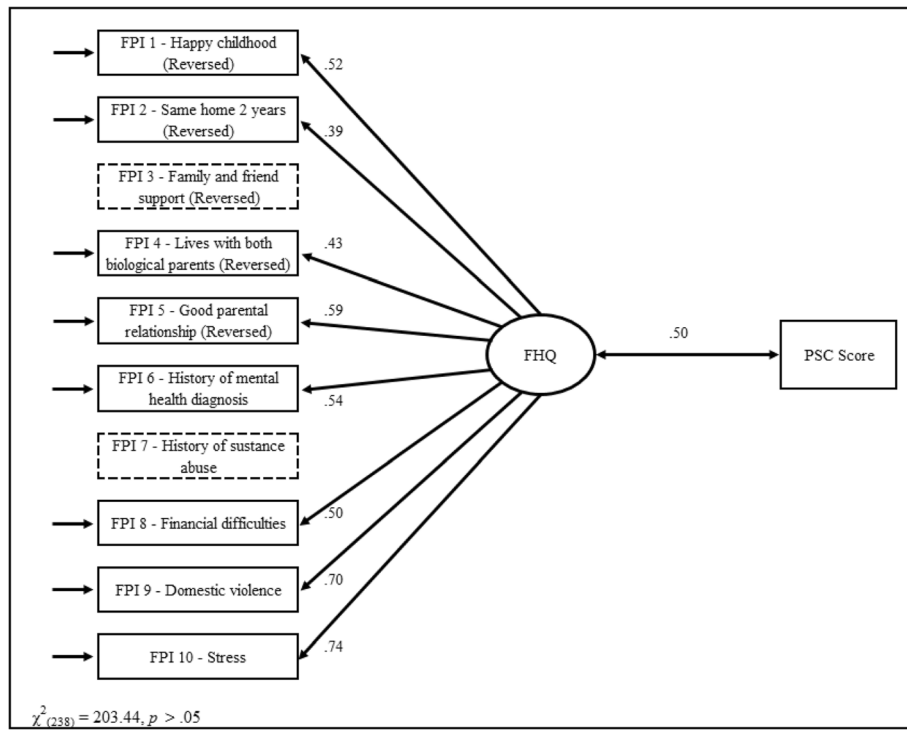 FPI 1 - Happy childhood
(Reversed)
.52
FPI 2 - Same home 2 years
(Reversed)
.39
FPI 3 - Family and friend
support (Reversed)
FPI 4 - Lives with both
biological parents (Reversed)
.43
FPI 5 - Good parental
relationship (Reversed)
.59
FPI 6 - History of mental
health diagnosis
.54
FPI 7 - History of sustance
abuse
FPI 8 - Financial difficulties
.50
FPI 9 - Domestic violence
.70
FPI 10 - Stress
.74
FHQ
.50
PSC Score
χ²₍₂₃₈₎ = 203.44, p > .05